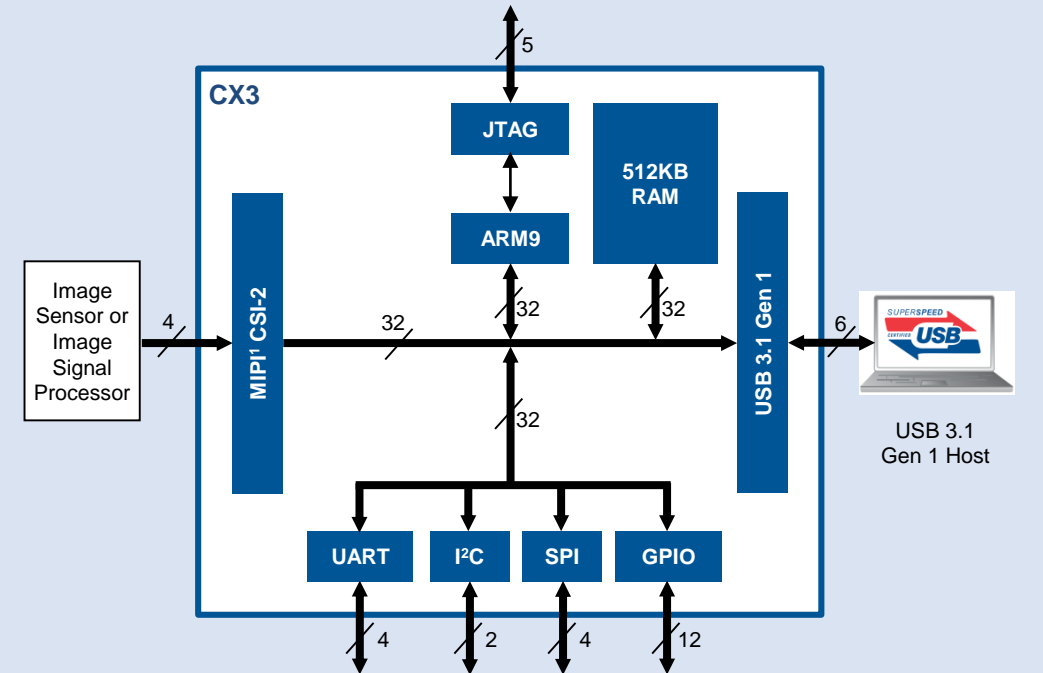 5
CX3
JTAG
512KB
RAM
ARM9
32
32
Image
Sensor or
Image
Signal
Processor
4
MIPI¹ CSI-2
32
USB 3.1 Gen 1
6
SUPERSPEED
CERTIFIED
USB
USB 3.1
Gen 1 Host
32
UART
I²C
SPI
GPIO
4
2
4
12